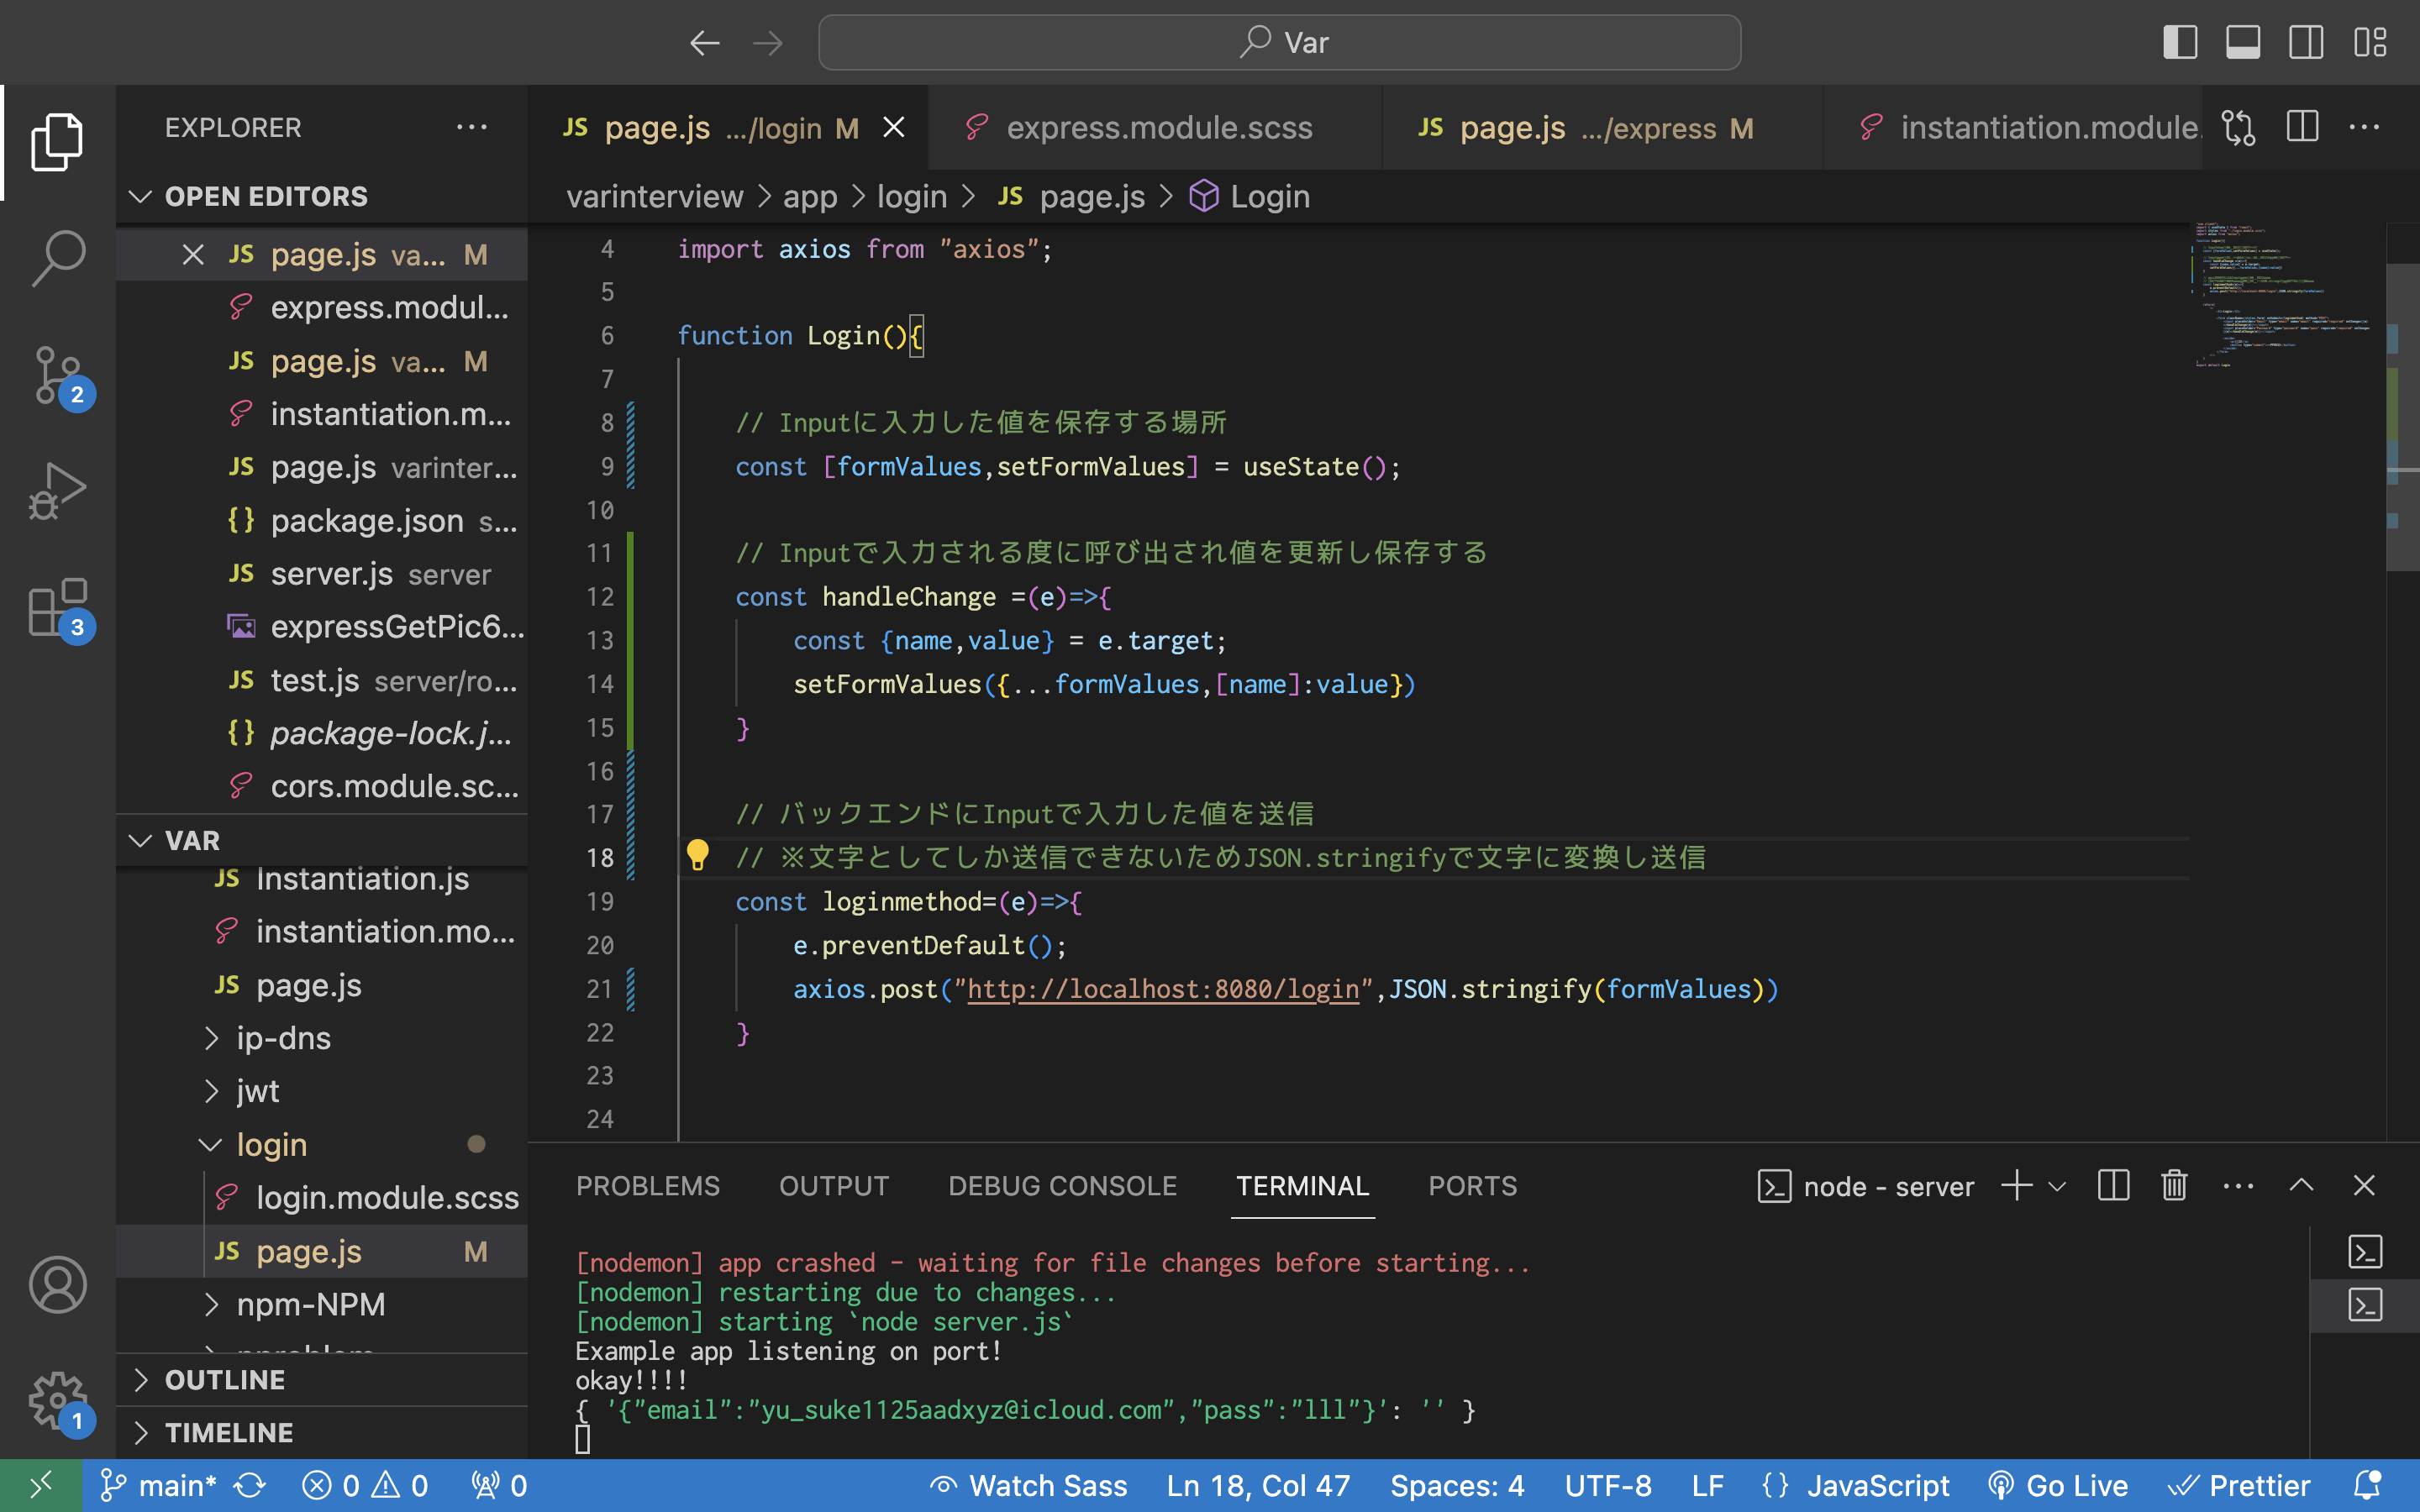 Var
EXPLORER
OPEN EDITORS
JS page.js va... M
express.modul...
JS page.js va... M
instantiation.m...
JS page.js varinter...
{} package.json s...
JS server.js server
expressGetPic6...
JS test.js server/ro...
{} package-lock.j...
cors.module.sc...
VAR
JS Instantiation.js
instantiation.mo...
JS page.js
ip-dns
jwt
login
login.module.scss
JS page.js M
npm-NPM
OUTLINE
TIMELINE
2
3
1
JS page.js .../login M
express.module.scss
JS page.js .../express M
instantiation.module.
varinterview > app > login > JS page.js > Login
4 import axios from "axios";
5
6 function Login(){
7
8 // Inputに入力した値を保存する場所
9 const [formValues,setFormValues] = useState();
10
11 // Inputで入力される度に呼び出され値を更新し保存する
12 const handleChange =(e)=>{
13 const {name,value} = e.target;
14 setFormValues({...formValues,[name]:value})
15 }
16
17 // バックエンドにInputで入力した値を送信
18 // ※文字としてしか送信できないためJSON.stringifyで文字に変換し送信
19 const loginmethod=(e)=>{
20 e.preventDefault();
21 axios.post("http://localhost:8080/login",JSON.stringify(formValues))
22 }
23
24
PROBLEMS OUTPUT DEBUG CONSOLE TERMINAL PORTS
node - server
[nodemon] app crashed - waiting for file changes before starting...
[nodemon] restarting due to changes...
[nodemon] starting `node server.js`
Example app listening on port!
okay!!!!
{ '{"email":"yu_suke1125aadxyz@icloud.com","pass":"lll"}': '' }
main* 0 0 0 Watch Sass Ln 18, Col 47 Spaces: 4 UTF-8 LF {} JavaScript Go Live Prettier